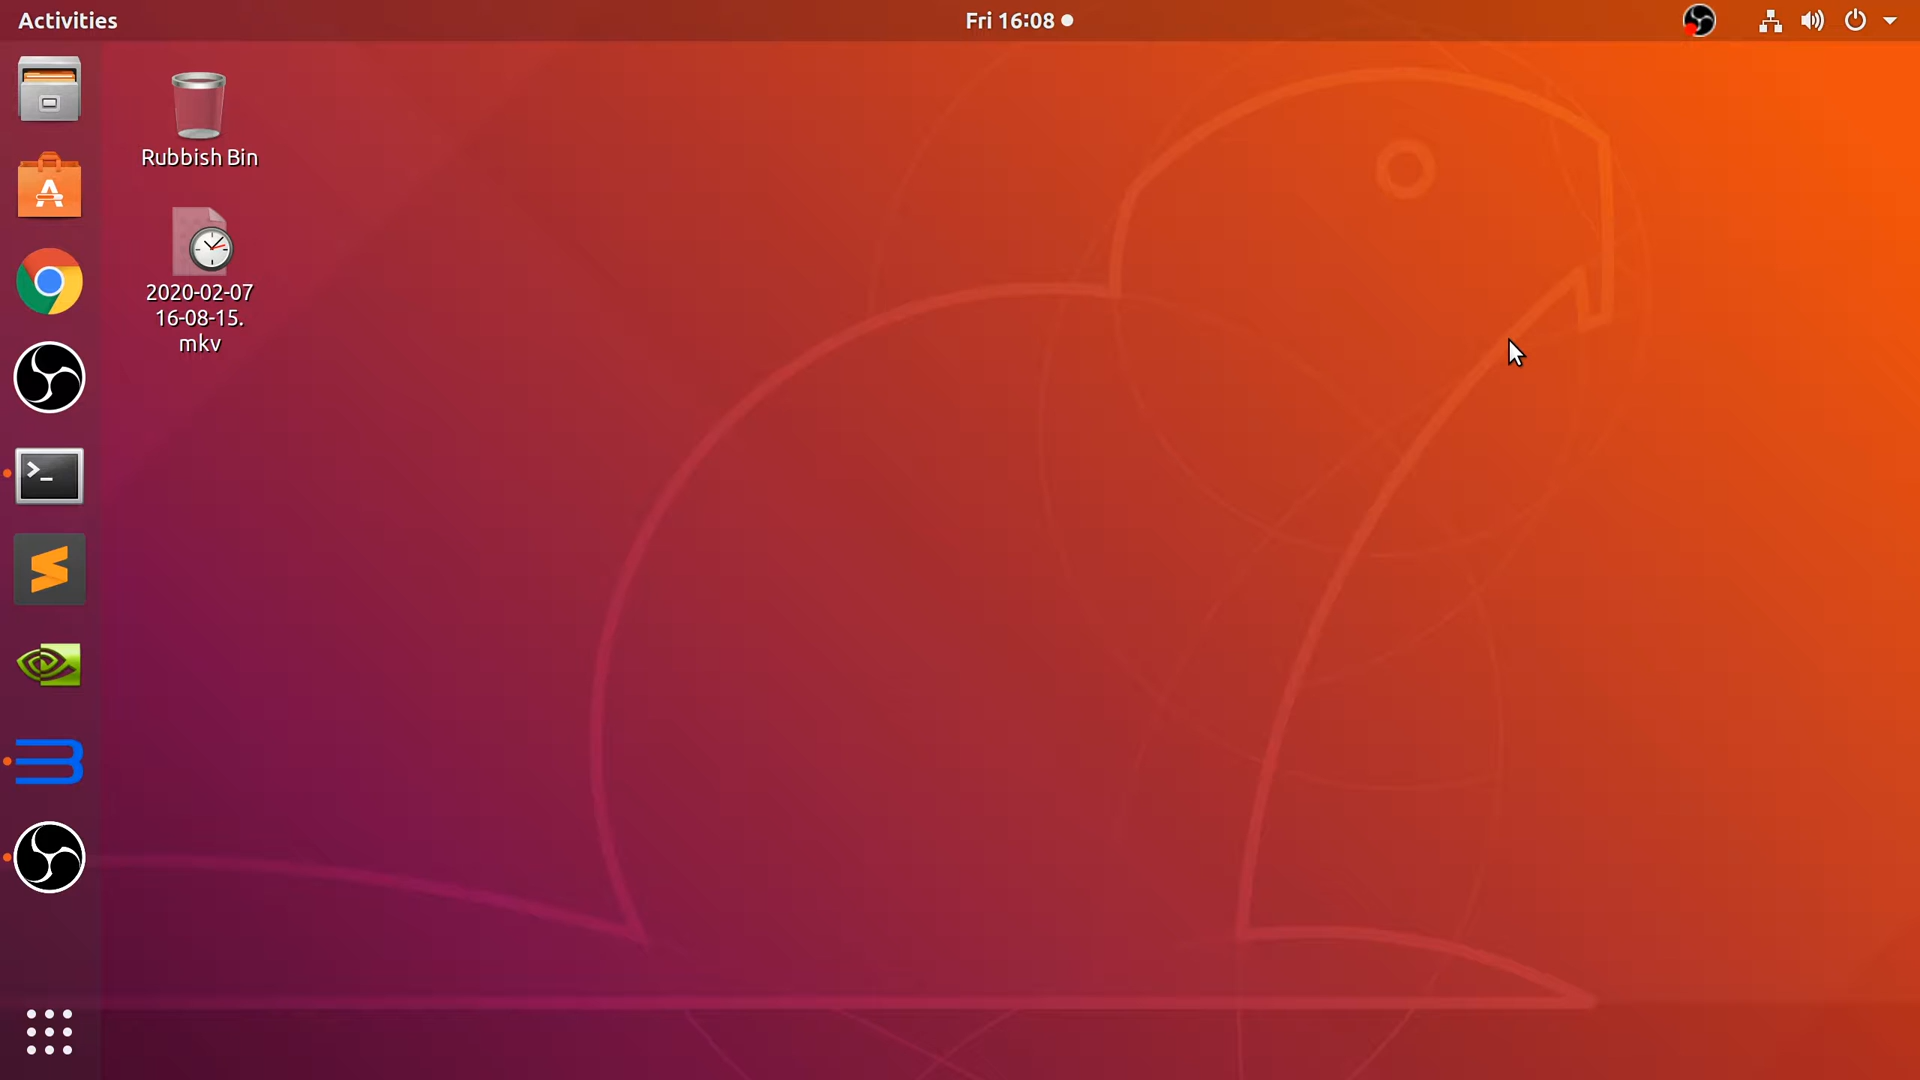 Activities
Fri 16:08
Rubbish Bin
2020-02-07
16-08-15.
mkv